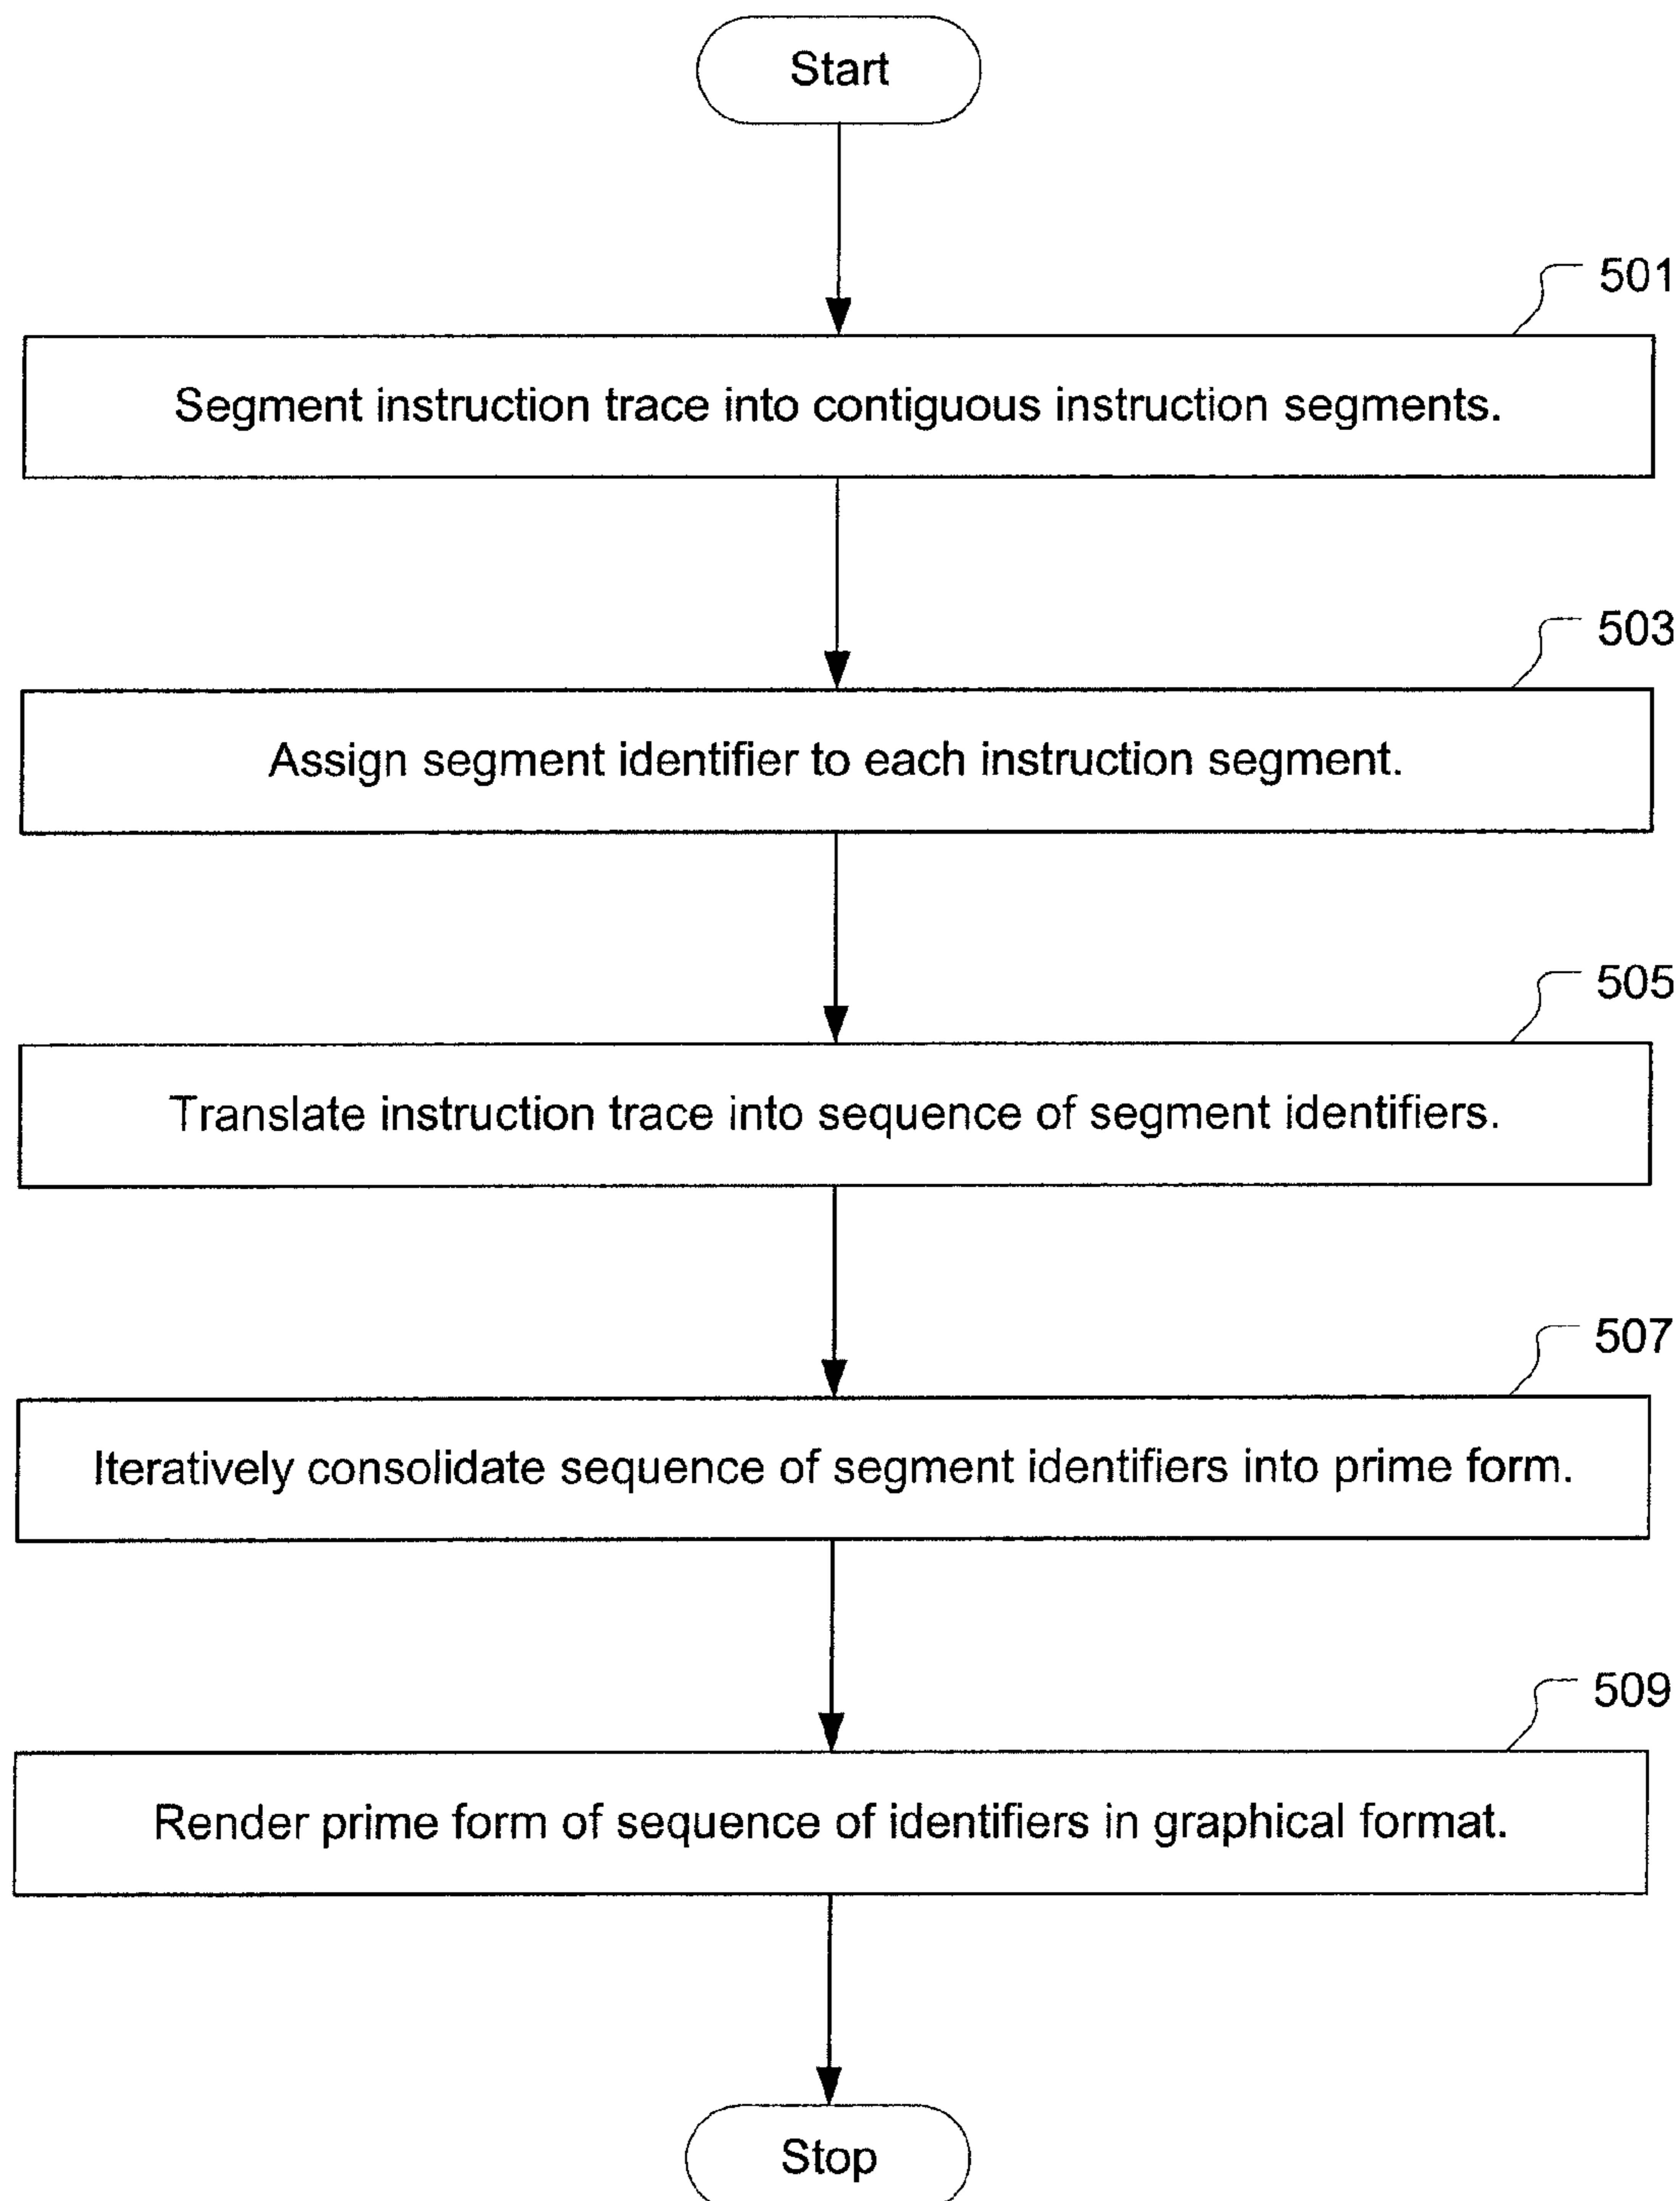 Start
501
Segment instruction trace into contiguous instruction segments.
503
Assign segment identifier to each instruction segment.
505
Translate instruction trace into sequence of segment identifiers.
507
Iteratively consolidate sequence of segment identifiers into prime form.
509
Render prime form of sequence of identifiers in graphical format.
Stop